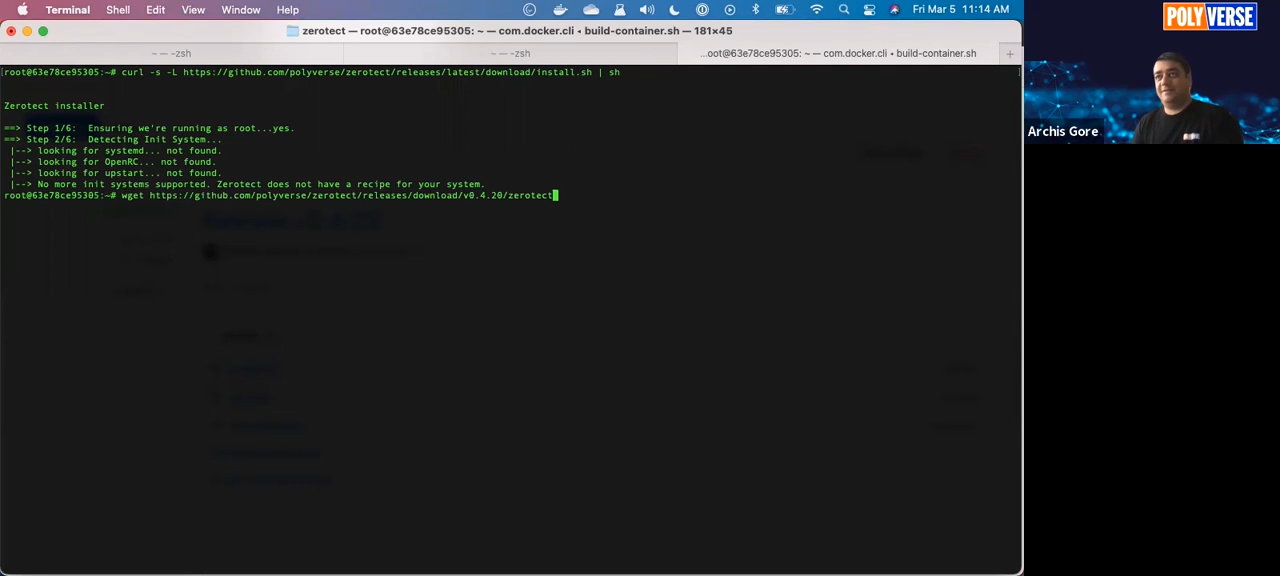 Terminal Shell Edit View Window Help Fri Mar 5 11:14 AM
zerotect — root@63e78ce95305: ~ — com.docker.cli • build-container.sh — 181×45
~ — -zsh
~ — -zsh
...oot@63e78ce95305: ~ — com.docker.cli • build-container.sh
+
[root@63e78ce95305:~# curl -s -L https://github.com/polyverse/zerotect/releases/latest/download/install.sh | sh
Zerotect installer
==> Step 1/6:  Ensuring we're running as root...yes.
==> Step 2/6:  Detecting Init System...
 |--> looking for systemd... not found.
 |--> looking for OpenRC... not found.
 |--> looking for upstart... not found.
 |--> No more init systems supported. Zerotect does not have a recipe for your system.
root@63e78ce95305:~# wget https://github.com/polyverse/zerotect/releases/download/v0.4.20/zerotect
POLYVERSE
Archis Gore